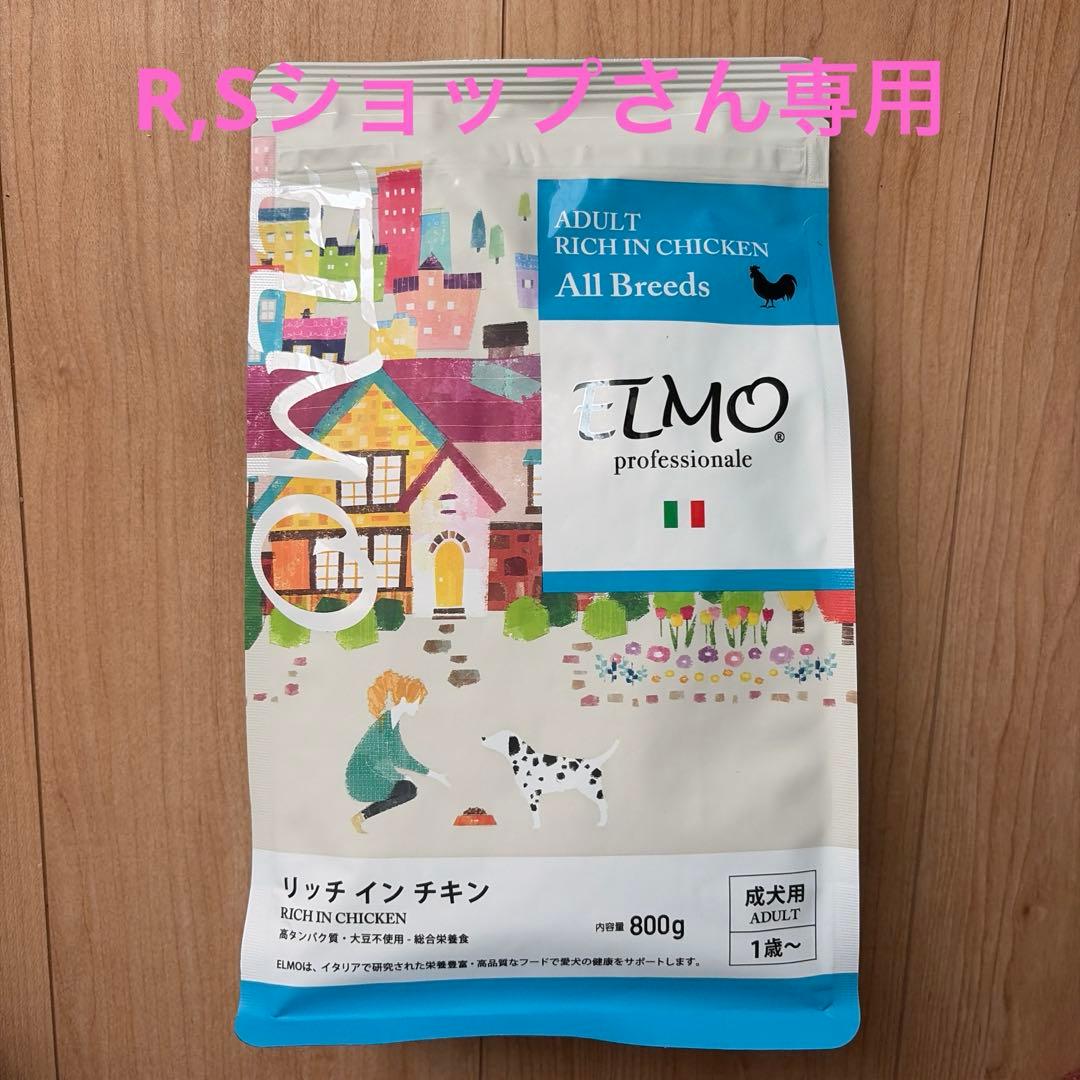 R,Sショップさん専用
ELMO
ADULT
RICH IN CHICKEN
All Breeds
ELMO
®
professionale
リッチ イン チキン
RICH IN CHICKEN
高タンパク質・大豆不使用 - 総合栄養食
内容量 800g
成犬用
ADULT
1歳～
ELMOは、イタリアで研究された栄養豊富・高品質なフードで愛犬の健康をサポートします。